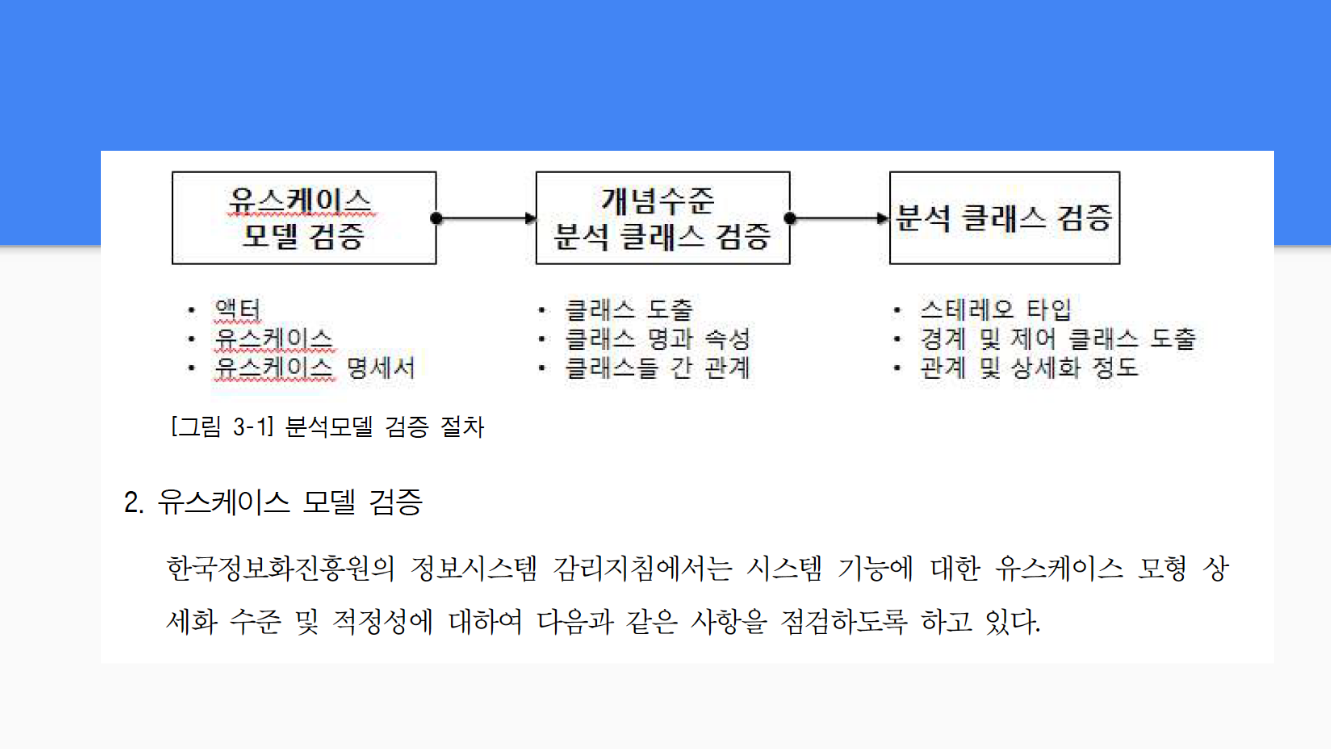 유스케이스
모델 검증
개념수준
분석 클래스 검증
분석 클래스 검증
• 액터
• 유스케이스
• 유스케이스 명세서
• 클래스 도출
• 클래스 명과 속성
• 클래스들 간 관계
• 스테레오 타입
• 경계 및 제어 클래스 도출
• 관계 및 상세화 정도
[그림 3-1] 분석모델 검증 절차
2. 유스케이스 모델 검증
한국정보화진흥원의 정보시스템 감리지침에서는 시스템 기능에 대한 유스케이스 모형 상
세화 수준 및 적정성에 대하여 다음과 같은 사항을 점검하도록 하고 있다.